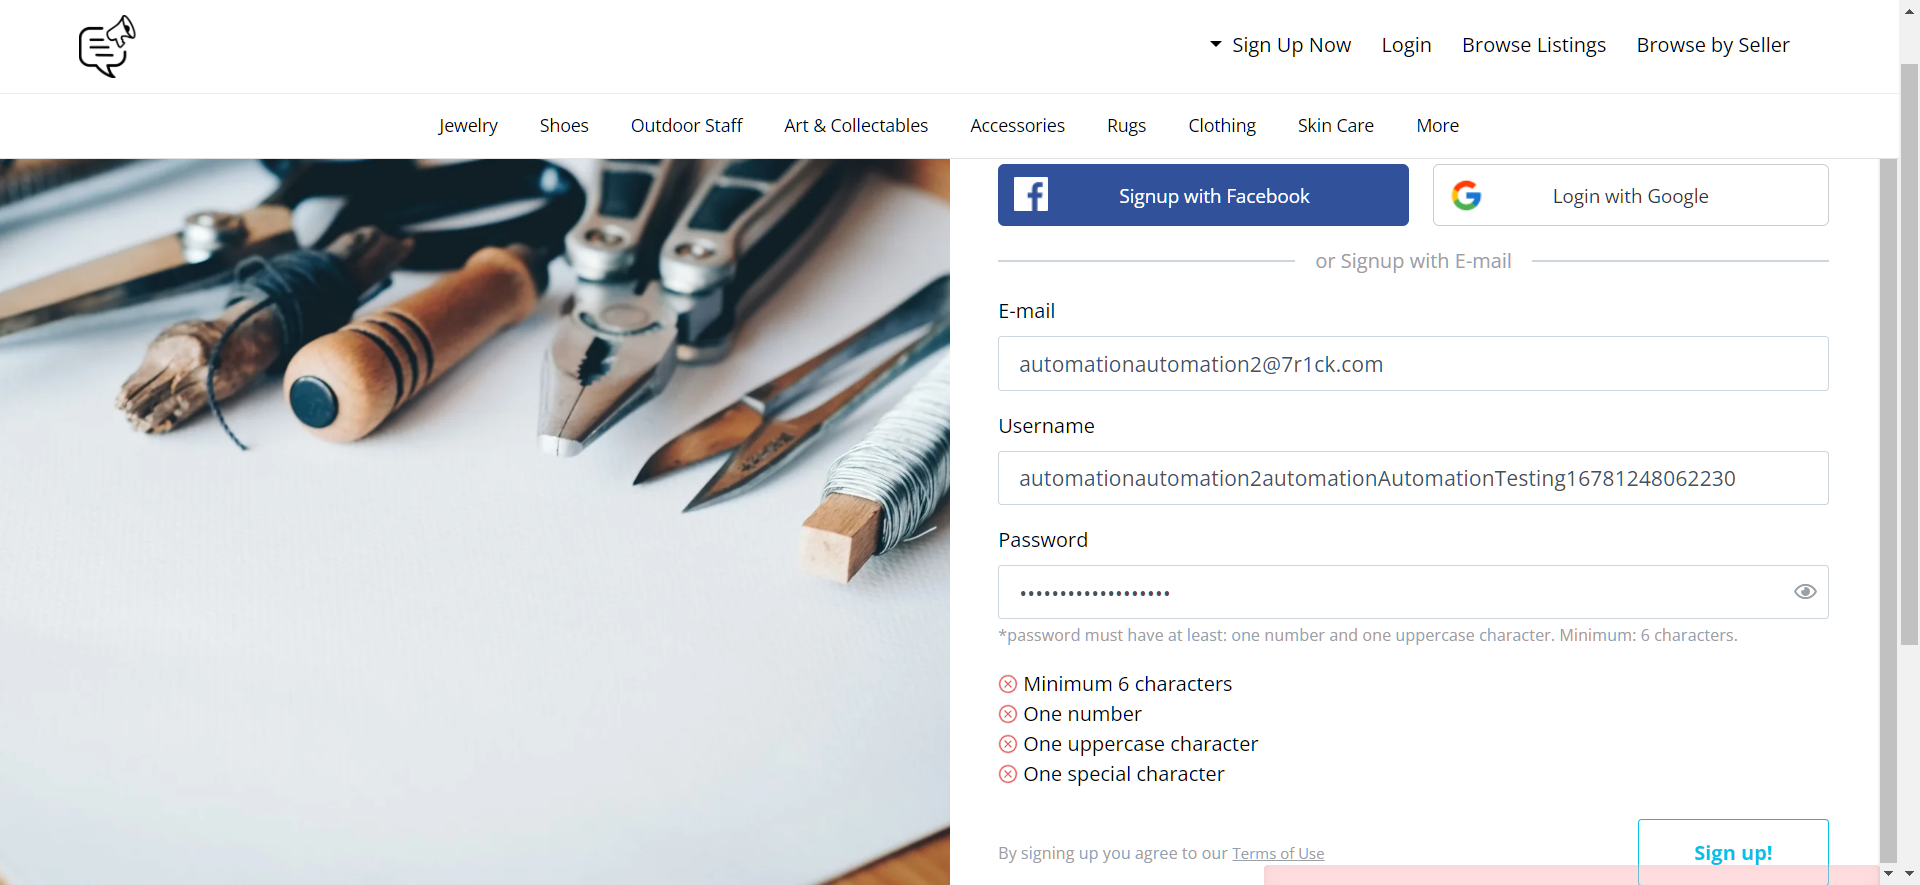 Sign Up Now Login Browse Listings Browse by Seller
Jewelry Shoes Outdoor Staff Art & Collectables Accessories Rugs Clothing Skin Care More
Signup with Facebook Login with Google
or Signup with E-mail
E-mail
automationautomation2@7r1ck.com
Username
automationautomation2automationAutomationTesting16781248062230
Password
•••••••••••••••••••
*password must have at least: one number and one uppercase character. Minimum: 6 characters.
Minimum 6 characters
One number
One uppercase character
One special character
By signing up you agree to our Terms of Use
Sign up!